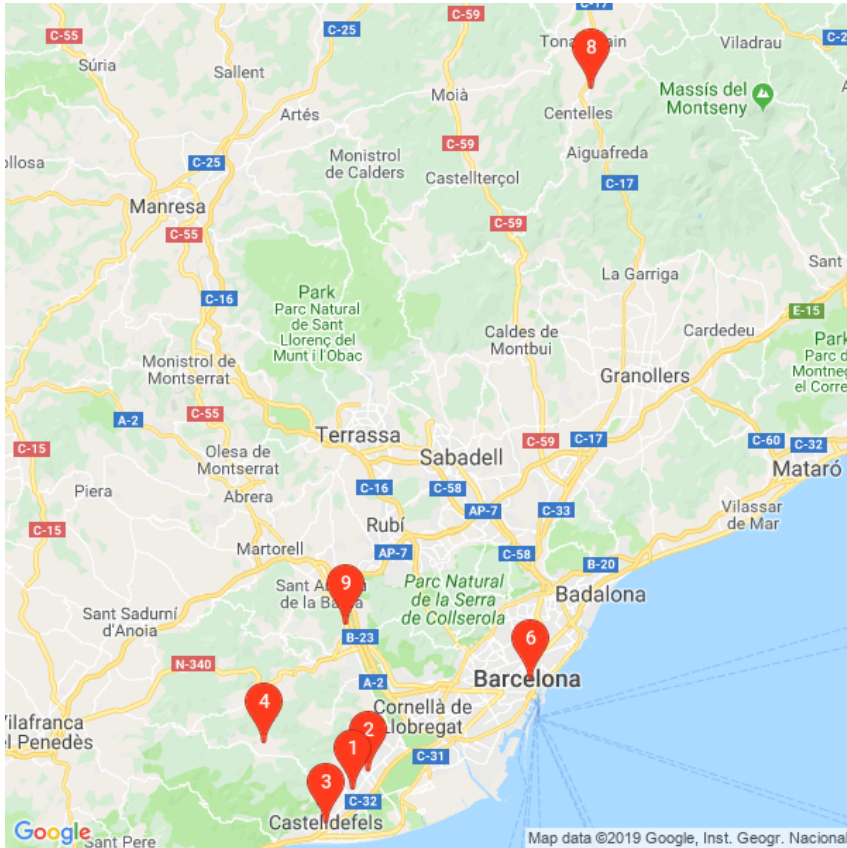 C-55
C-59
C-17
Súria
C-25
Tona
Viladrau
C-55
Sallent
8
Moià
Massís del
Montseny
Artés
Centelles
C-25
Monistrol
de Calders
C-59
Aiguafreda
Castellterçol
C-17
Manresa
C-55
C-59
Sant
La Garriga
C-16
Park
Parc Natural
de Sant
Llorenç del
Munt i l'Obac
E-15
Caldes de
Montbui
Cardedeu
Park
Monistrol de
Montserrat
Granollers
C-55
A-2
Terrassa
C-59
C-17
C-60
C-32
C-15
Olesa de
Montserrat
Sabadell
Mataró
Piera
Abrera
C-16
C-58
Vilassar
de Mar
AP-7
C-33
C-15
Rubí
Martorell
AP-7
C-58
B-20
Sant
de la
9
Parc Natural
de la Serra
de Collserola
Badalona
Sant Sadurní
d'Anoia
B-23
6
N-340
Barcelona
A-2
4
Cornellà de
Llobregat
Vilafranca
el Penedès
2
1
C-31
3
C-32
Castelldefels
Google
Sant Pere
Map data ©2019 Google, Inst. Geogr. Nacional